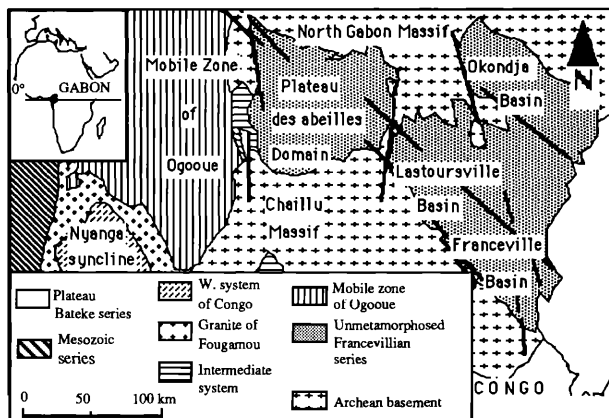 0°
GABON
North Gabon Massif
Mobile Zone
of
Ogooue
Plateau
des abeilles
Domain
Okondja
Basin
Lastoursville
Basin
Chaillu
Massif
Franceville
Basin
Nyanga
syncline
N
CONGO
Plateau
Bateke series
Mesozoic
series
W. system
of Congo
Granite of
Fougamou
Intermediate
system
Mobile zone
of Ogooue
Unmetamorphosed
Francevillian
series
Archean basement
0 50 100 km